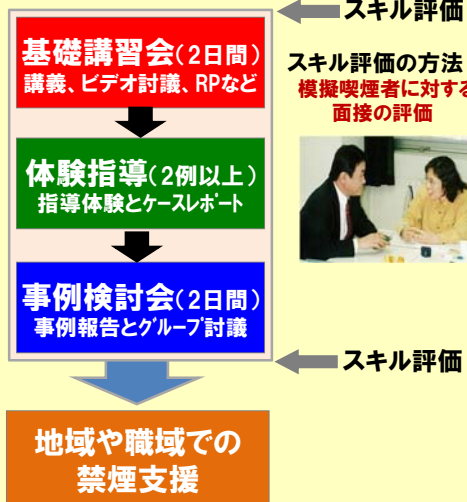 スキル評価
基礎講習会(2日間)
講義、ビデオ討議、RPなど
スキル評価の方法
模擬喫煙者に対する
面接の評価
体験指導(2例以上)
指導体験とケースレポート
事例検討会(2日間)
事例報告とグループ討議
スキル評価
地域や職域での
禁煙支援